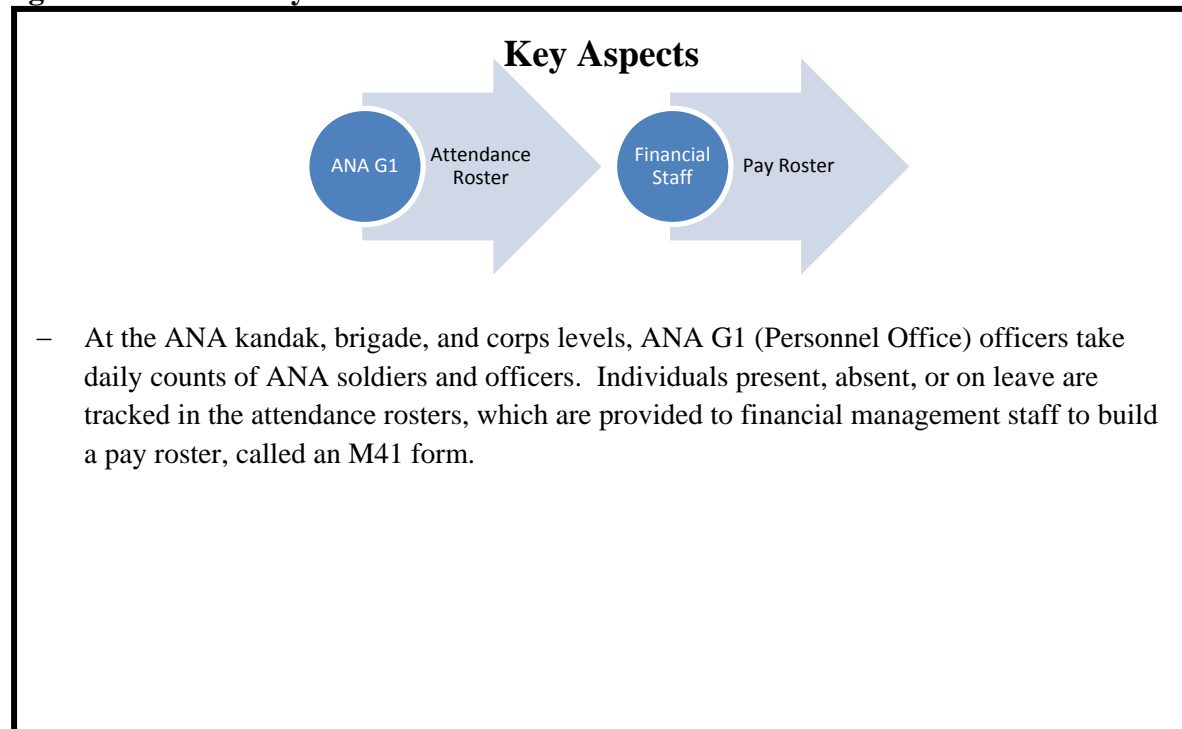 Key Aspects
ANA G1
Attendance
Roster
Financial
Staff
Pay Roster
– At the ANA kandak, brigade, and corps levels, ANA G1 (Personnel Office) officers take
daily counts of ANA soldiers and officers.  Individuals present, absent, or on leave are
tracked in the attendance rosters, which are provided to financial management staff to build
a pay roster, called an M41 form.